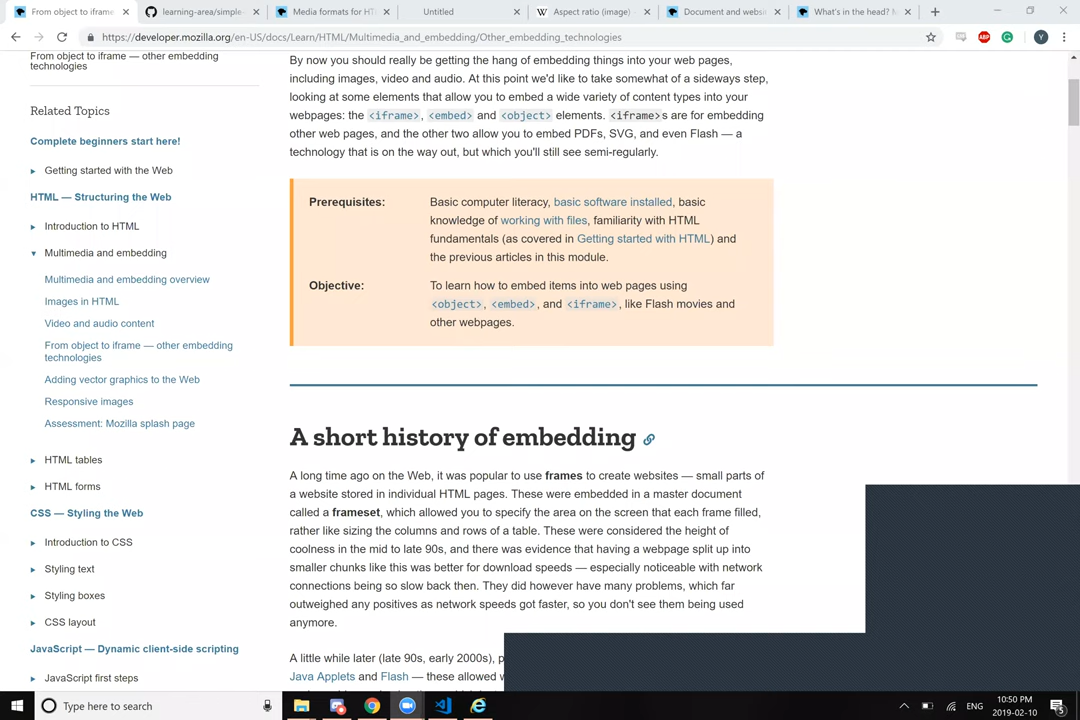 From object to iframe
learning-area/simple-
Media formats for HT
Untitled
Aspect ratio (image) -
Document and websi
What's in the head? M
https://developer.mozilla.org/en-US/docs/Learn/HTML/Multimedia_and_embedding/Other_embedding_technologies
ABP
Y
From object to iframe — other embedding
technologies
Related Topics
Complete beginners start here!
Getting started with the Web
HTML — Structuring the Web
Introduction to HTML
Multimedia and embedding
Multimedia and embedding overview
Images in HTML
Video and audio content
From object to iframe — other embedding
technologies
Adding vector graphics to the Web
Responsive images
Assessment: Mozilla splash page
HTML tables
HTML forms
CSS — Styling the Web
Introduction to CSS
Styling text
Styling boxes
CSS layout
JavaScript — Dynamic client-side scripting
JavaScript first steps
By now you should really be getting the hang of embedding things into your web pages,
including images, video and audio. At this point we'd like to take somewhat of a sideways step,
looking at some elements that allow you to embed a wide variety of content types into your
webpages: the <iframe>, <embed> and <object> elements. <iframe>s are for embedding
other web pages, and the other two allow you to embed PDFs, SVG, and even Flash — a
technology that is on the way out, but which you'll still see semi-regularly.
Prerequisites: Basic computer literacy, basic software installed, basic
knowledge of working with files, familiarity with HTML
fundamentals (as covered in Getting started with HTML) and
the previous articles in this module.
Objective: To learn how to embed items into web pages using
<object>, <embed>, and <iframe>, like Flash movies and
other webpages.
A short history of embedding
A long time ago on the Web, it was popular to use frames to create websites — small parts of
a website stored in individual HTML pages. These were embedded in a master document
called a frameset, which allowed you to specify the area on the screen that each frame filled,
rather like sizing the columns and rows of a table. These were considered the height of
coolness in the mid to late 90s, and there was evidence that having a webpage split up into
smaller chunks like this was better for download speeds — especially noticeable with network
connections being so slow back then. They did however have many problems, which far
outweighed any positives as network speeds got faster, so you don't see them being used
anymore.
A little while later (late 90s, early 2000s), p
Java Applets and Flash — these allowed
Type here to search
ENG
10:50 PM
2019-02-10
5